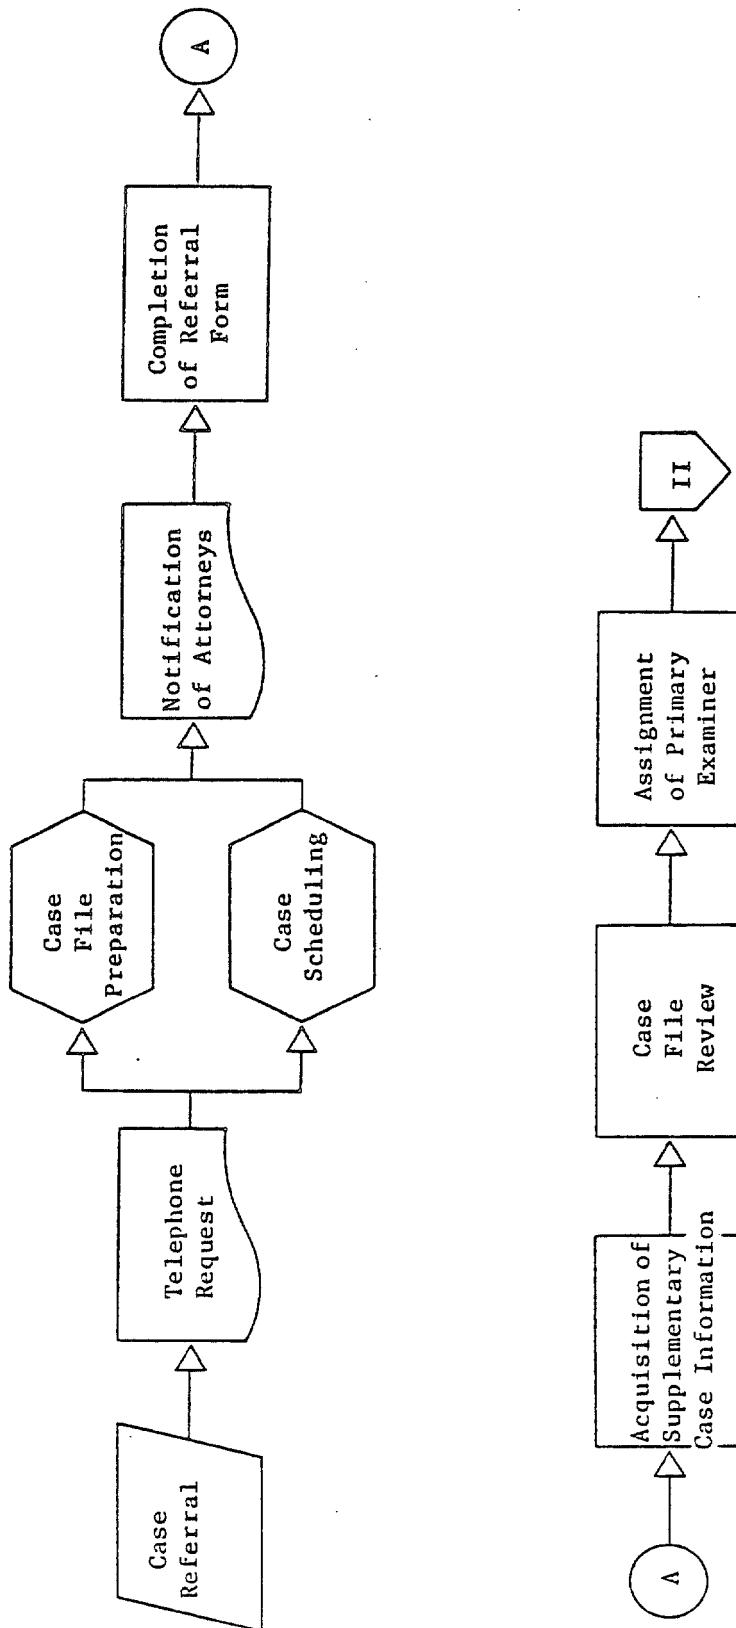 Case
Referral
Telephone
Request
Case
File
Preparation
Case
Scheduling
Notification
of Attorneys
Completion
of Referral
Form
A
A
Acquisition of
Supplementary
Case Information
Case
File
Review
Assignment
of Primary
Examiner
II